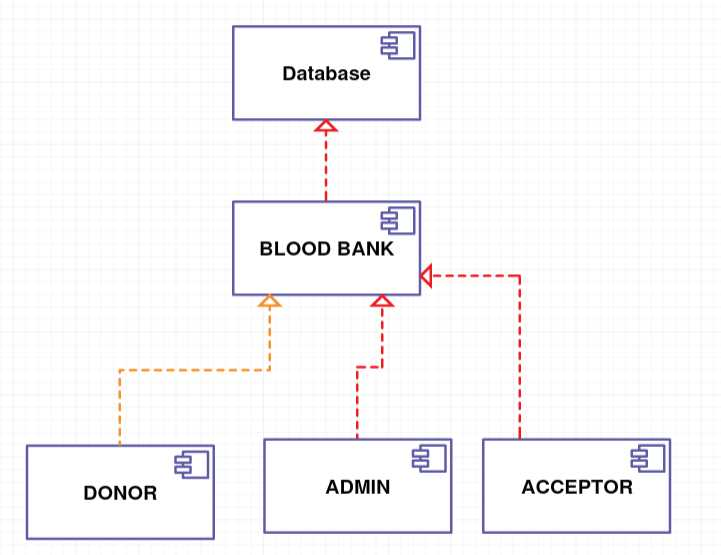 Database
BLOOD BANK
DONOR
ADMIN
ACCEPTOR